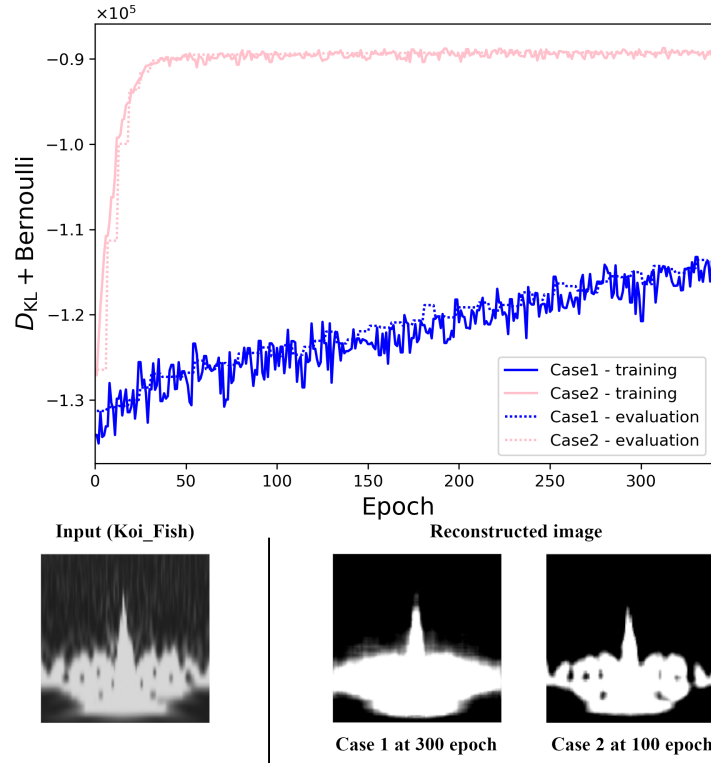 ×10⁵
−0.9
−1.0
−1.1
−1.2
−1.3
D_KL + Bernoulli
0 50 100 150 200 250 300
Epoch
Case1 - training
Case2 - training
Case1 - evaluation
Case2 - evaluation
Input (Koi_Fish)
Reconstructed image
Case 1 at 300 epoch
Case 2 at 100 epoch